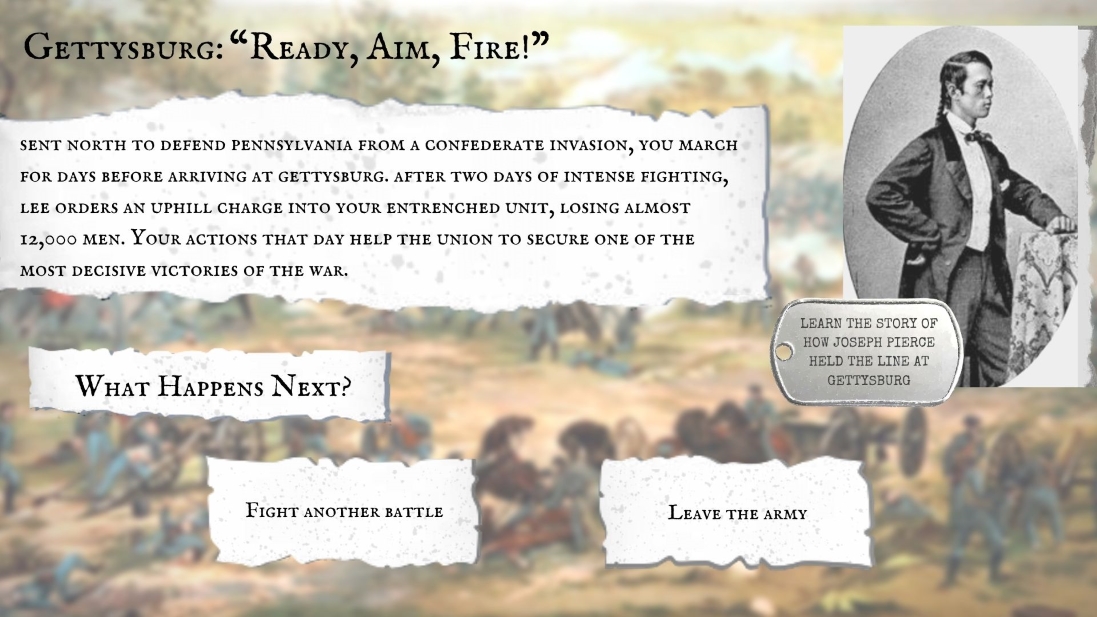 Gettysburg: “Ready, Aim, Fire!”
sent north to defend pennsylvania from a confederate invasion, you march
for days before arriving at gettysburg. after two days of intense fighting,
lee orders an uphill charge into your entrenched unit, losing almost
12,000 men. Your actions that day help the union to secure one of the
most decisive victories of the war.
LEARN THE STORY OF
HOW JOSEPH PIERCE
HELD THE LINE AT
GETTYSBURG
What Happens Next?
Fight another battle
Leave the army